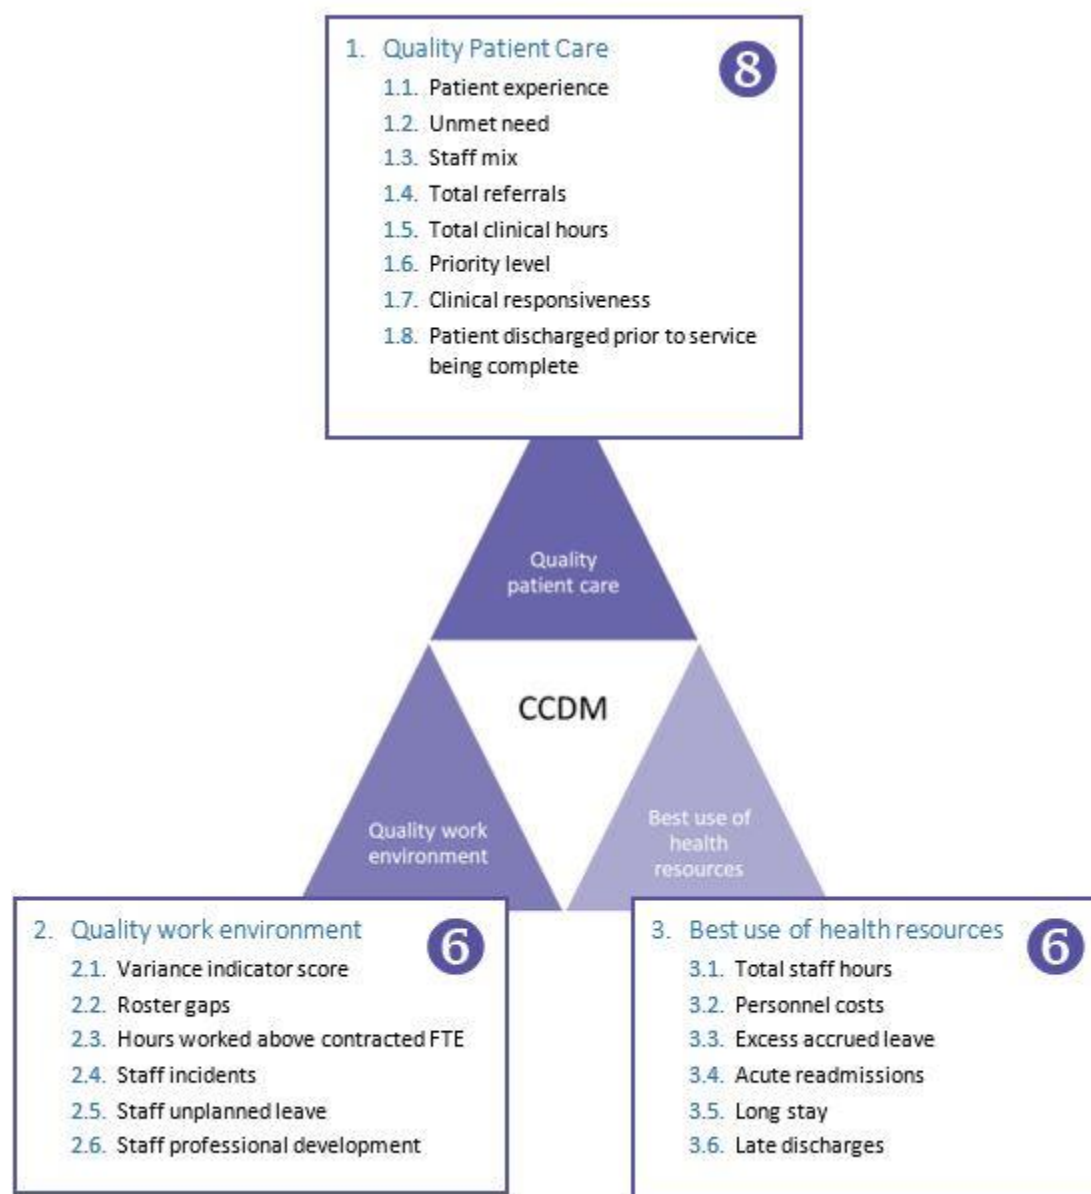 1. Quality Patient Care
8
1.1. Patient experience
1.2. Unmet need
1.3. Staff mix
1.4. Total referrals
1.5. Total clinical hours
1.6. Priority level
1.7. Clinical responsiveness
1.8. Patient discharged prior to service
being complete
Quality
patient care
CCDM
Quality work
environment
Best use of
health
resources
2. Quality work environment
6
2.1. Variance indicator score
2.2. Roster gaps
2.3. Hours worked above contracted FTE
2.4. Staff incidents
2.5. Staff unplanned leave
2.6. Staff professional development
3. Best use of health resources
6
3.1. Total staff hours
3.2. Personnel costs
3.3. Excess accrued leave
3.4. Acute readmissions
3.5. Long stay
3.6. Late discharges